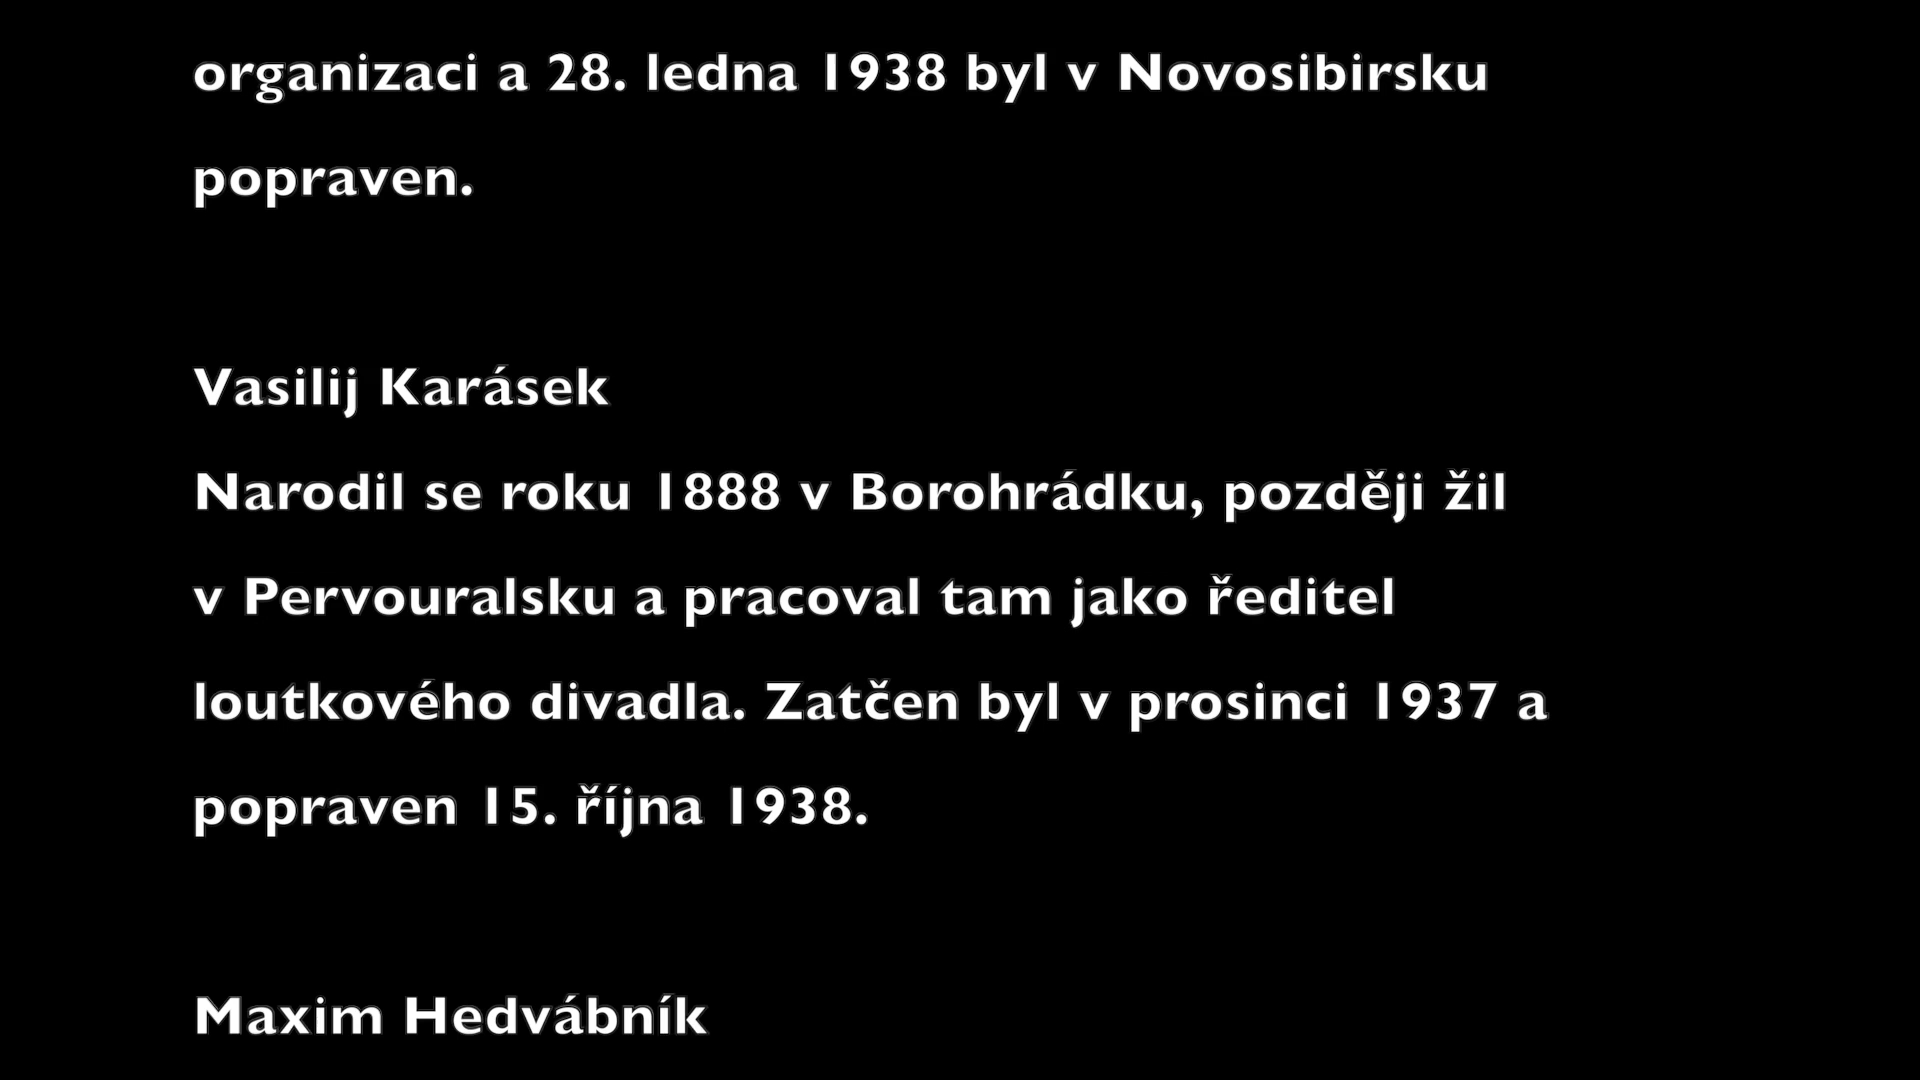 organizaci a 28. ledna 1938 byl v Novosibirsku
popraven.
Vasilij Karásek
Narodil se roku 1888 v Borohrádku, později žil
v Pervouralsku a pracoval tam jako ředitel
loutkového divadla. Zatčen byl v prosinci 1937 a
popraven 15. října 1938.
Maxim Hedvábník